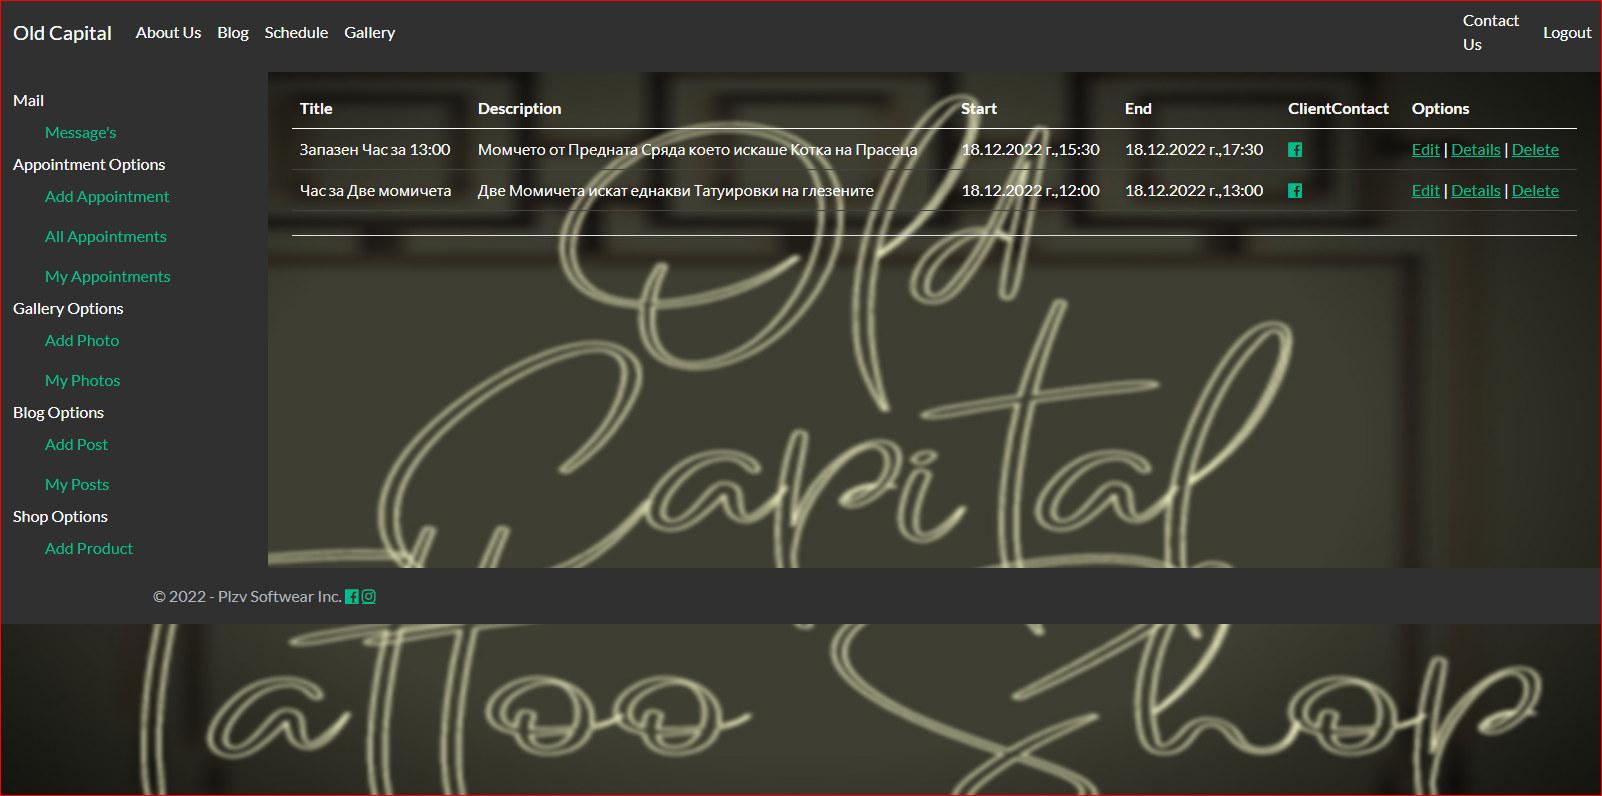 Old Capital About Us Blog Schedule Gallery Contact Us Logout
Mail
Message's
Appointment Options
Add Appointment
All Appointments
My Appointments
Gallery Options
Add Photo
My Photos
Blog Options
Add Post
My Posts
Shop Options
Add Product
Title Description Start End ClientContact Options
Запазен Час за 13:00 Момчето от Предната Сряда което искаше Котка на Прасеца 18.12.2022 г.,15:30 18.12.2022 г.,17:30 Edit | Details | Delete
Час за Две момичета Две Момичета искат еднакви Татуировки на глезените 18.12.2022 г.,12:00 18.12.2022 г.,13:00 Edit | Details | Delete
Old
Capital
Tattoo Shop
© 2022 - Plzv Softwear Inc.